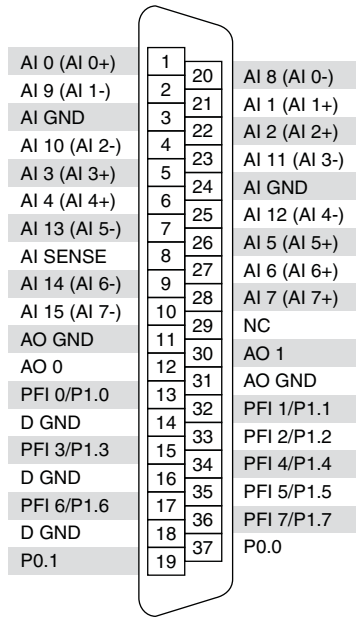 AI 0 (AI 0+) 1
20 AI 8 (AI 0-)
AI 9 (AI 1-) 2
21 AI 1 (AI 1+)
AI GND 3
22 AI 2 (AI 2+)
AI 10 (AI 2-) 4
23 AI 11 (AI 3-)
AI 3 (AI 3+) 5
24 AI GND
AI 4 (AI 4+) 6
25 AI 12 (AI 4-)
AI 13 (AI 5-) 7
26 AI 5 (AI 5+)
AI SENSE 8
27 AI 6 (AI 6+)
AI 14 (AI 6-) 9
28 AI 7 (AI 7+)
AI 15 (AI 7-) 10
29 NC
AO GND 11
30 AO 1
AO 0 12
31 AO GND
PFI 0/P1.0 13
32 PFI 1/P1.1
D GND 14
33 PFI 2/P1.2
PFI 3/P1.3 15
34 PFI 4/P1.4
D GND 16
35 PFI 5/P1.5
PFI 6/P1.6 17
36 PFI 7/P1.7
D GND 18
37 P0.0
P0.1 19